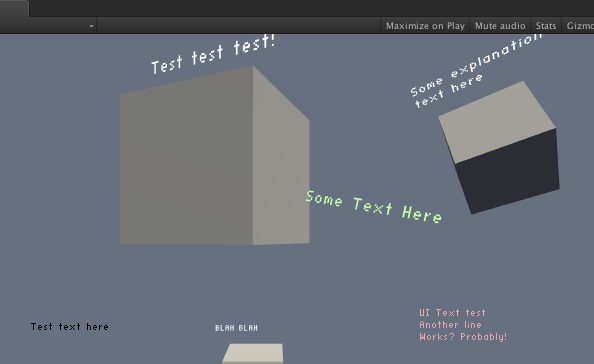 Maximize on Play Mute audio Stats Gizmo
Test test test!
Some explanation
text here
Some Text Here
UI Text test
Another line
Works? Probably!
Test text here
BLAH BLAH